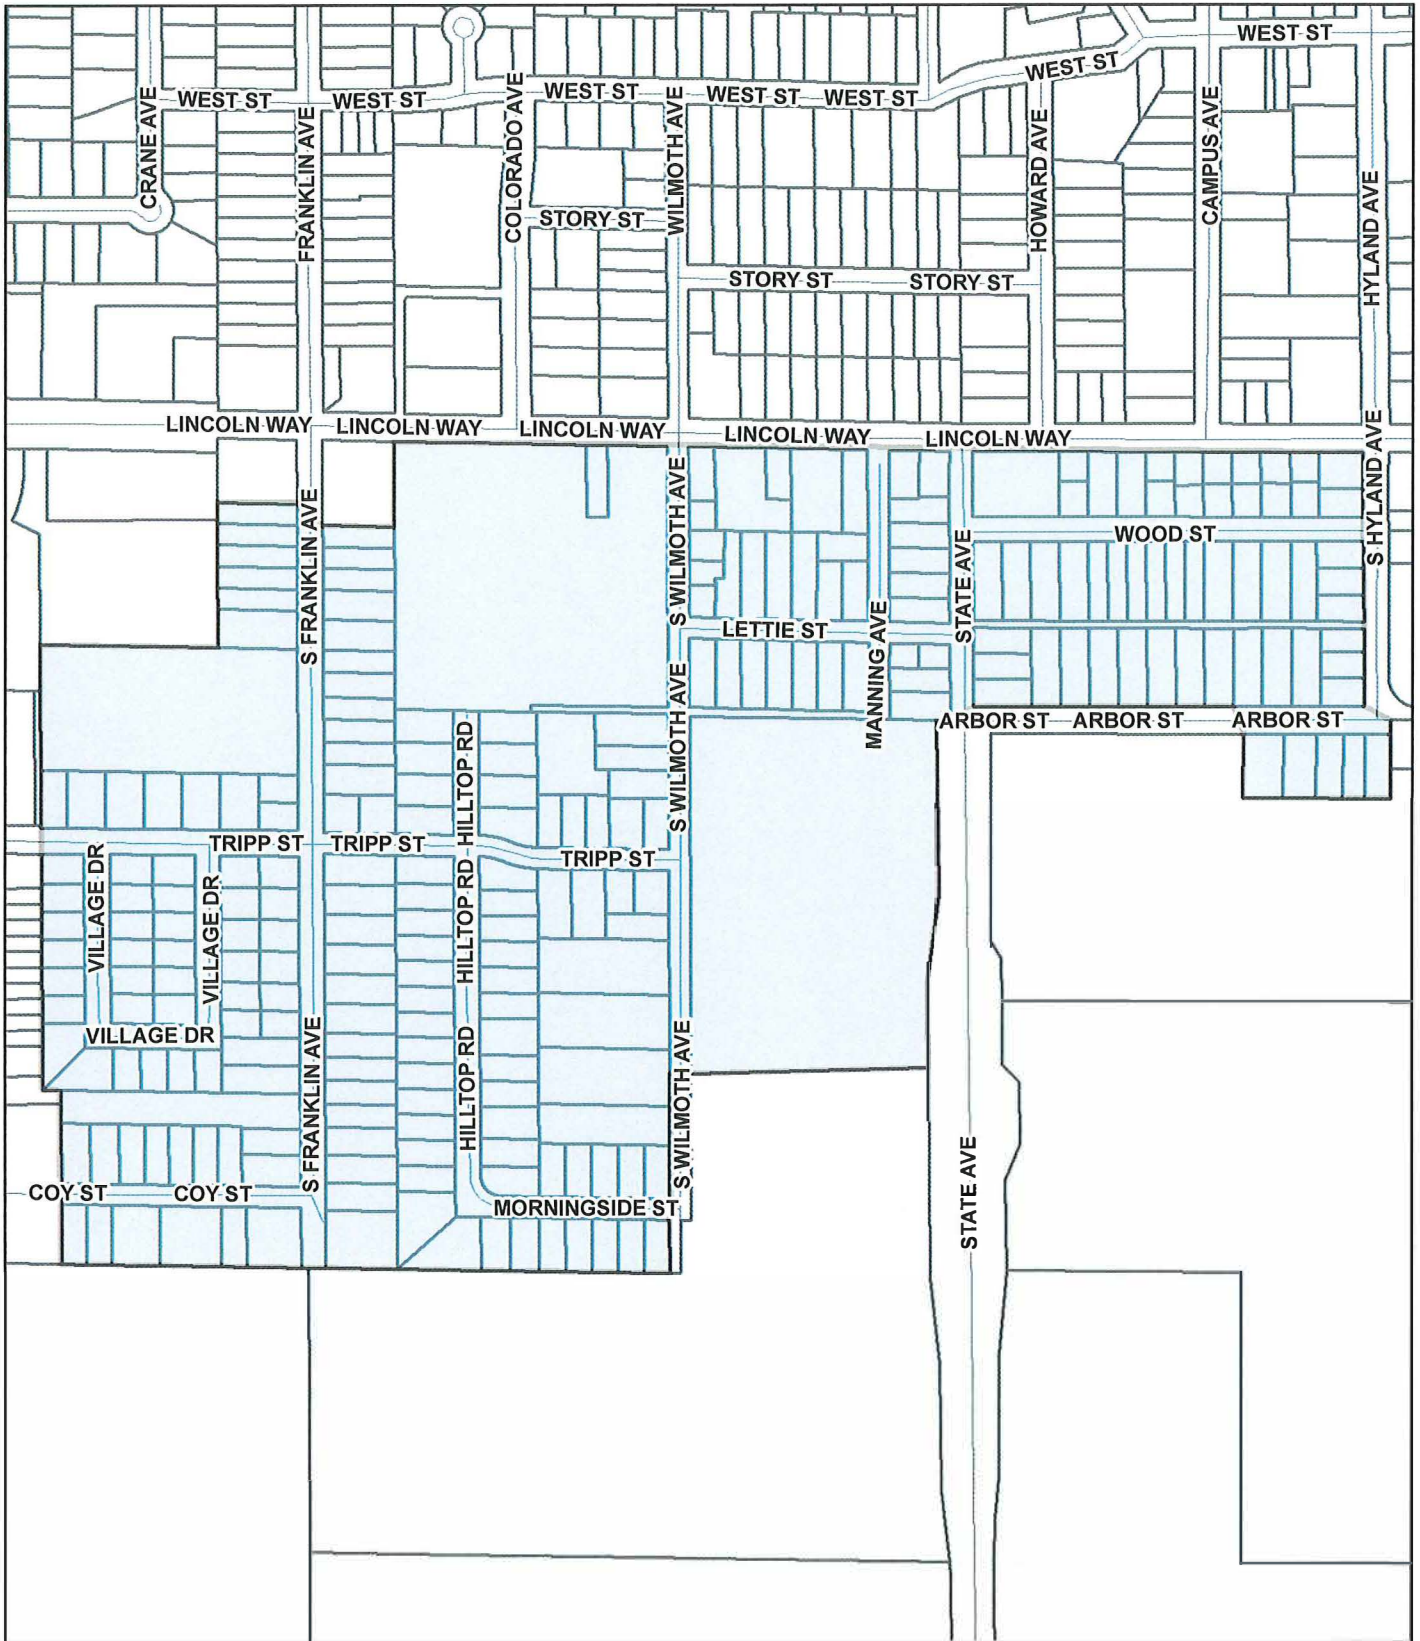 WEST ST
WEST ST
WEST ST
WEST ST
WEST ST
WEST ST
WEST ST
CRANE AVE
FRANKLIN AVE
COLORADO AVE
WILMOTH AVE
HOWARD AVE
CAMPUS AVE
HYLAND AVE
STORY ST
STORY ST
STORY ST
LINCOLN WAY
LINCOLN WAY
LINCOLN WAY
LINCOLN WAY
LINCOLN WAY
S FRANKLIN AVE
S WILMOTH AVE
STATE AVE
WOOD ST
S HYLAND AVE
LETTIE ST
MANNING AVE
S WILMOTH AVE
ARBOR ST
ARBOR ST
ARBOR ST
HILLTOP RD
TRIPP ST
TRIPP ST
TRIPP ST
VILLAGE DR
VILLAGE DR
HILLTOP RD
VILLAGE DR
S FRANKLIN AVE
HILLTOP RD
S WILMOTH AVE
STATE AVE
COY ST
COY ST
MORNINGSIDE ST